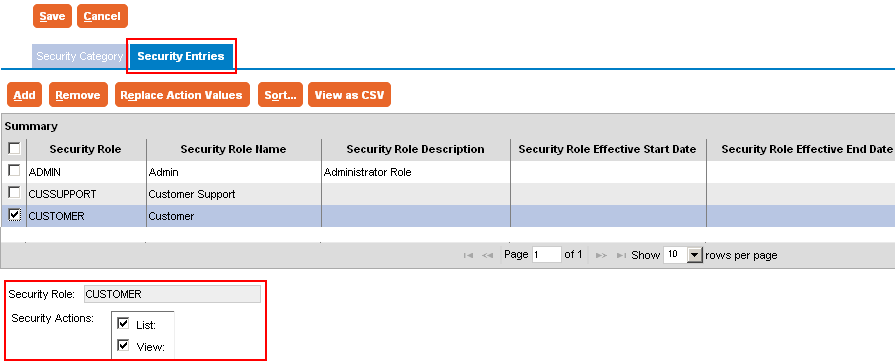 Save Cancel
Security Category Security Entries
Add Remove Replace Action Values Sort... View as CSV
Summary
Security Role Security Role Name Security Role Description Security Role Effective Start Date Security Role Effective End Date
ADMIN Admin Administrator Role
CUSSUPPORT Customer Support
CUSTOMER Customer
Page 1 of 1 Show 10 rows per page
Security Role: CUSTOMER
Security Actions: List:
View: